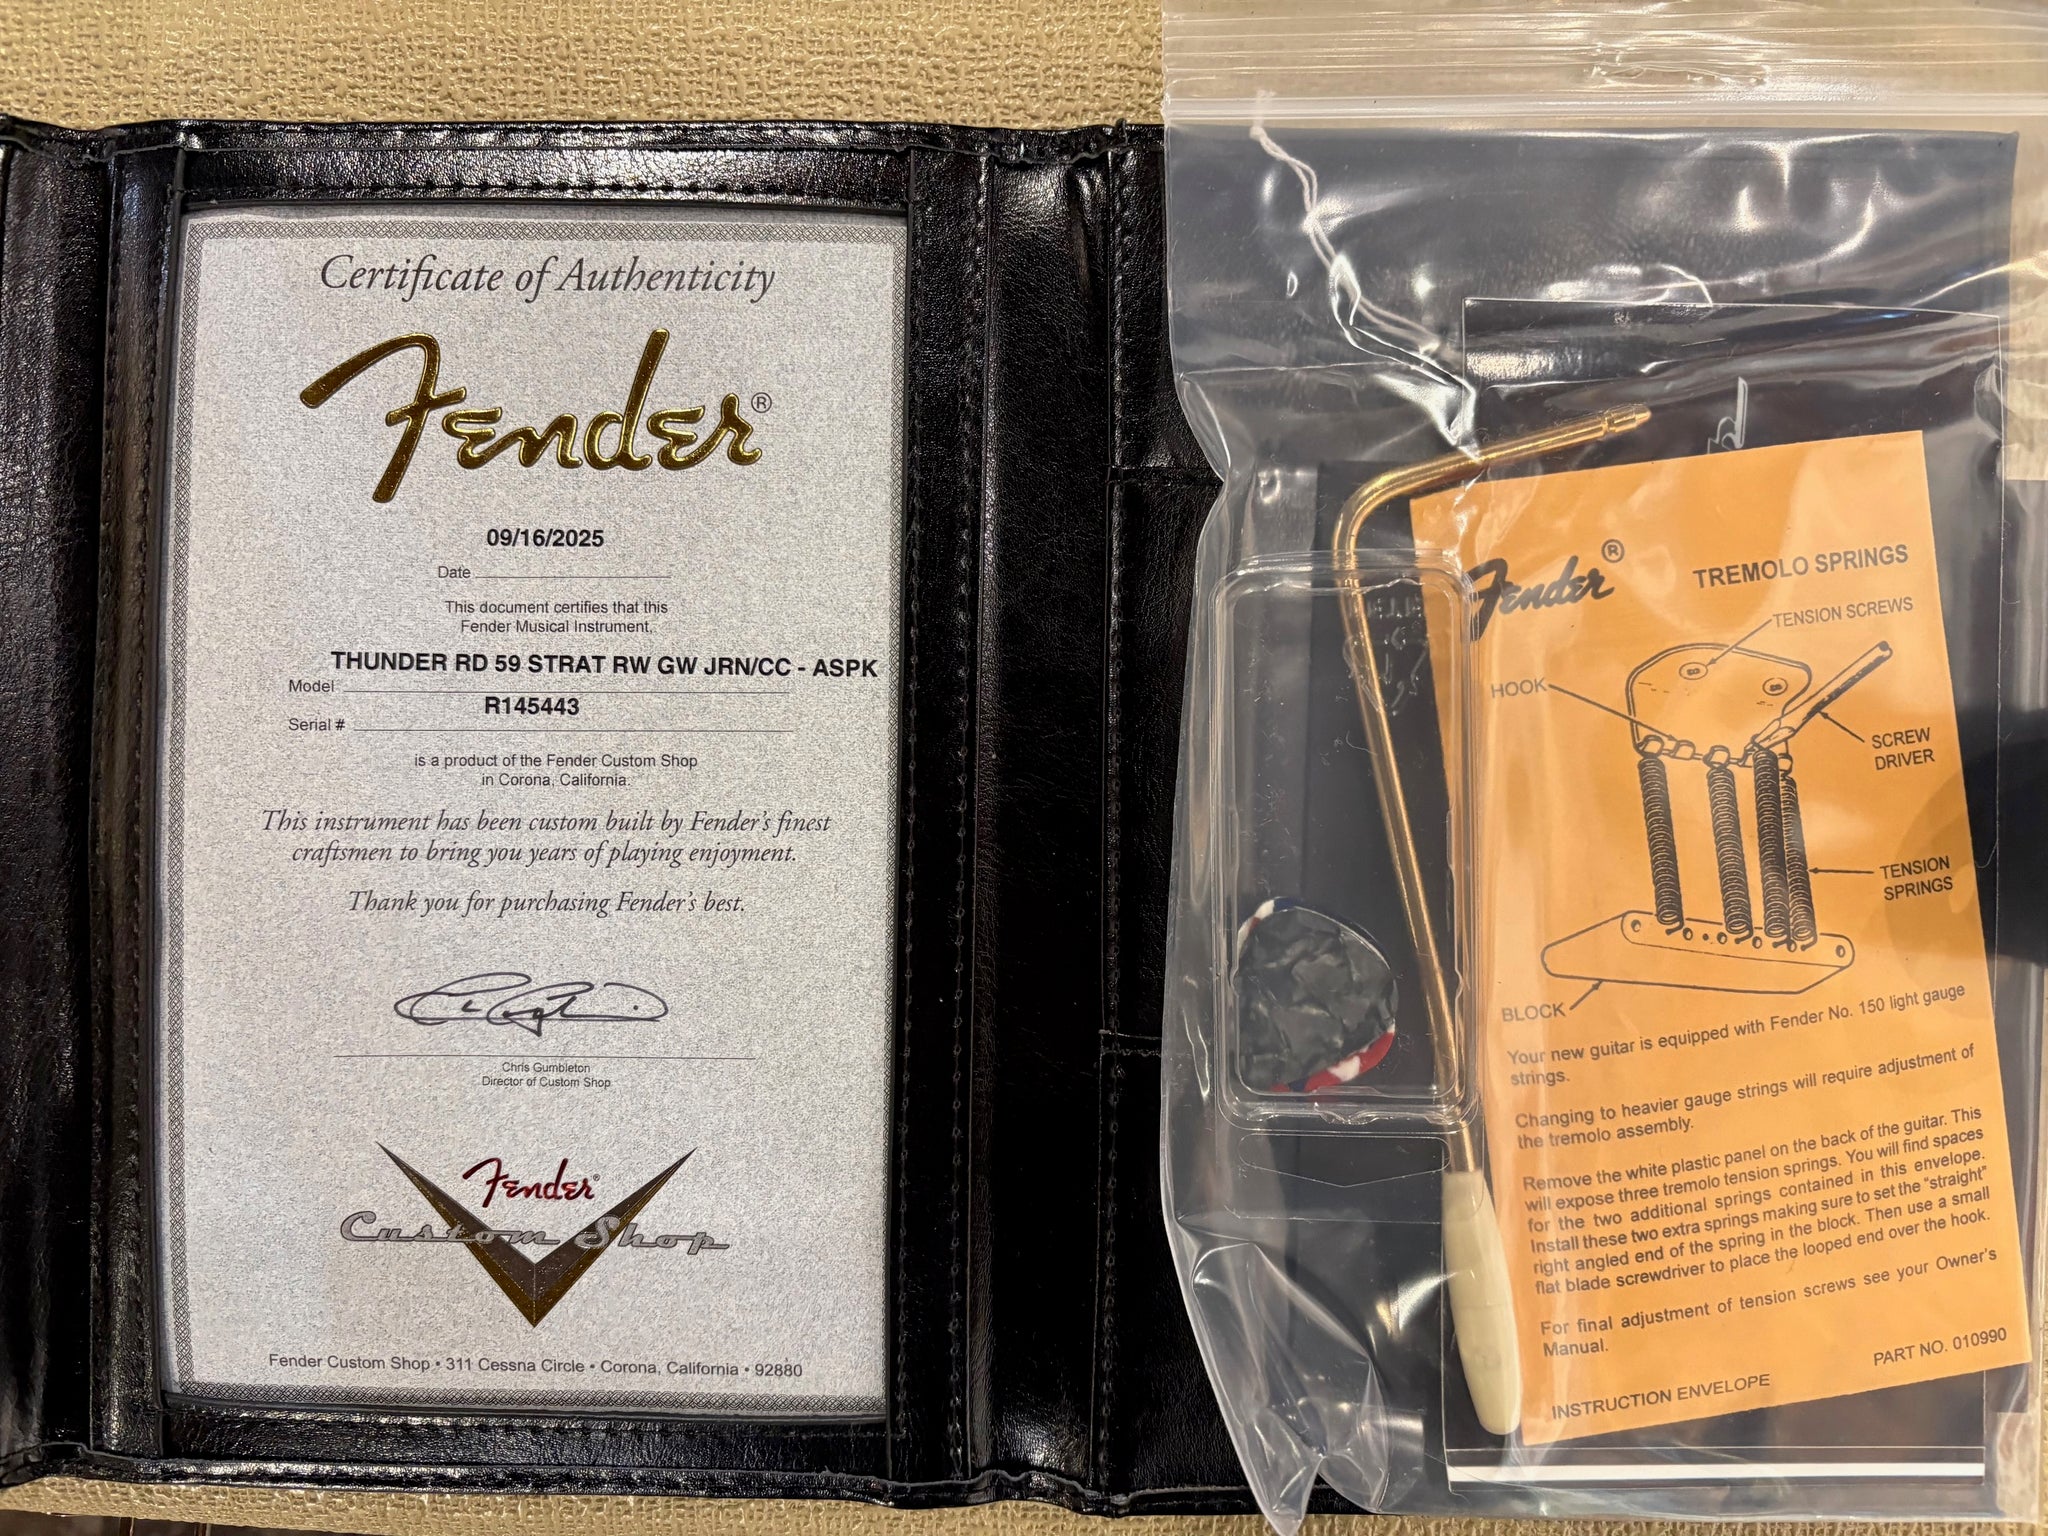 Certificate of Authenticity
Fender®
09/16/2025
Date
This document certifies that this
Fender Musical Instrument,
THUNDER RD 59 STRAT RW GW JRN/CC - ASPK
Model
R145443
Serial #
is a product of the Fender Custom Shop
in Corona, California.
This instrument has been custom built by Fender's finest
craftsmen to bring you years of playing enjoyment.
Thank you for purchasing Fender's best.
Chris Gumbleton
Director of Custom Shop
Fender®
Custom Shop
Fender Custom Shop • 311 Cessna Circle • Corona, California • 92880
Fender®
TREMOLO SPRINGS
TENSION SCREWS
HOOK
SCREW
DRIVER
TENSION
SPRINGS
BLOCK
Your new guitar is equipped with Fender No. 150 light gauge
strings.
Changing to heavier gauge strings will require adjustment of
the tremolo assembly.
Remove the white plastic panel on the back of the guitar. This
will expose three tremolo tension springs. You will find spaces
for the two additional springs contained in this envelope.
Install these two extra springs making sure to set the "straight"
right angled end of the spring in the block. Then use a small
flat blade screwdriver to place the looped end over the hook.
For final adjustment of tension screws see your Owner's
Manual.
PART NO. 010990
INSTRUCTION ENVELOPE